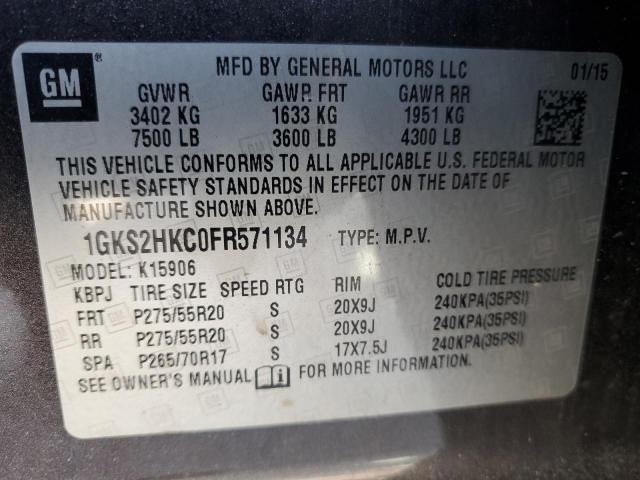 GM ® MFD BY GENERAL MOTORS LLC 01/15
GVWR GAWR FRT GAWR RR
3402 KG 1633 KG 1951 KG
7500 LB 3600 LB 4300 LB
THIS VEHICLE CONFORMS TO ALL APPLICABLE U.S. FEDERAL MOTOR
VEHICLE SAFETY STANDARDS IN EFFECT ON THE DATE OF
MANUFACTURE SHOWN ABOVE.
1GKS2HKC0FR571134 TYPE: M.P.V.
MODEL: K15906
KBPJ TIRE SIZE SPEED RTG RIM COLD TIRE PRESSURE
FRT P275/55R20 S 20X9J 240KPA(35PSI)
RR P275/55R20 S 20X9J 240KPA(35PSI)
SPA P265/70R17 S 17X7.5J 240KPA(35PSI)
SEE OWNER'S MANUAL FOR MORE INFORMATION.